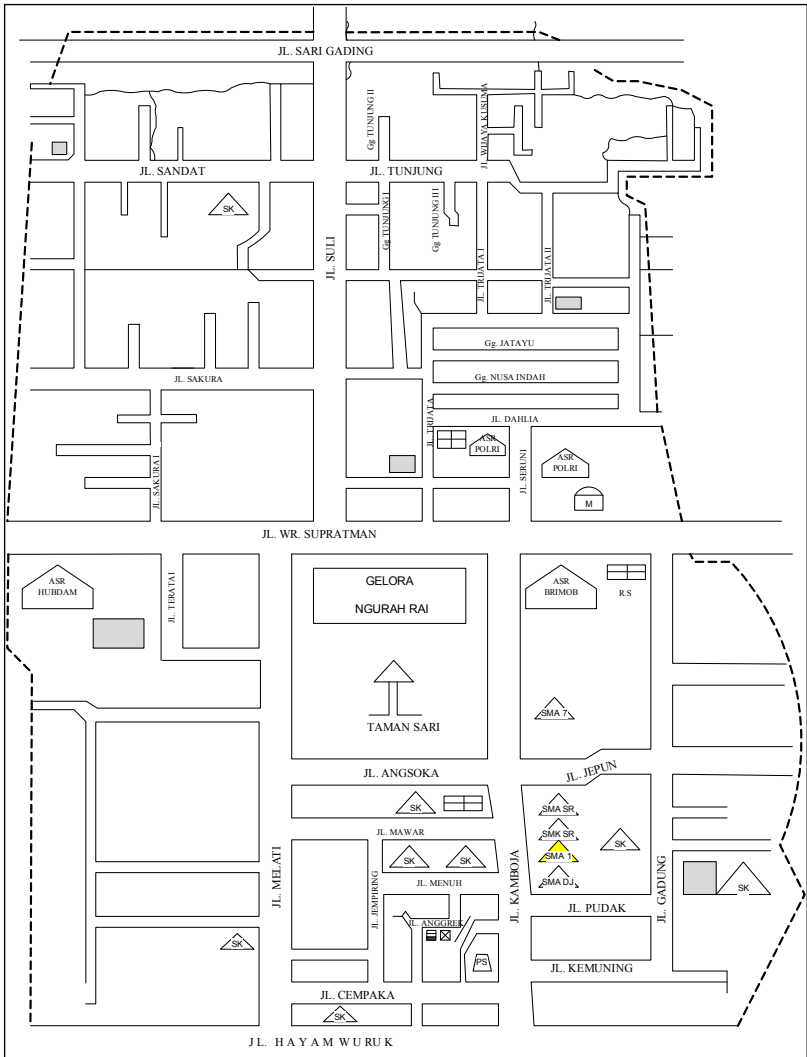 JL. SARI GADING
Gg TUNJUNG II
JL. WIJAYA KUSUMA
JL. SANDAT
JL. TUNJUNG
SK
Gg TUNJUNG I
Gg TUNJUNG III
JL. SULI
JL. TRIJATA I
JL. TRIJATA II
Gg. JATAYU
JL. SAKURA
Gg. NUSA INDAH
JL. TRIJATA
JL. DAHLIA
ASR
POLRI
JL. SERUNI
ASR
POLRI
JL. SAKURA I
M
JL. WR. SUPRATMAN
ASR
HUBDAM
JL. TERATAI
GELORA
NGURAH RAI
ASR
BRIMOB
R.S
SMA 7
TAMAN SARI
JL. ANGSOKA
JL. JEPUN
SK
SMA SR
JL. MAWAR
SMK SR
SK
SK
SK
SMA 1
JL. MELATI
JL. JEMPIRING
JL. MENUH
JL. KAMBOJA
SMA DJ
JL. GADUNG
SK
JL. PUDAK
JL. ANGGREK
SK
PS
JL. KEMUNING
JL. CEMPAKA
SK
JL. HAYAM WURUK